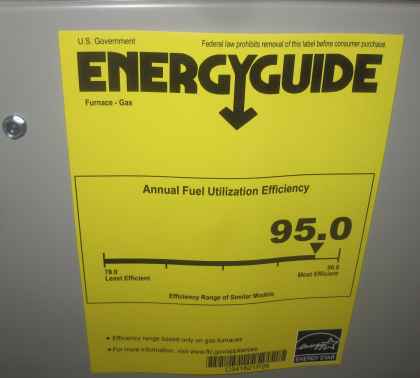 U.S. Government
Federal law prohibits removal of this label before consumer purchase.
ENERGYGUIDE
Furnace - Gas
Annual Fuel Utilization Efficiency
95.0
78.0
96.6
Least Efficient
Most Efficient
Efficiency Range of Similar Models
• Efficiency range based only on gas furnaces
• For more information, visit www.ftc.gov/appliances.
energy
ENERGY STAR